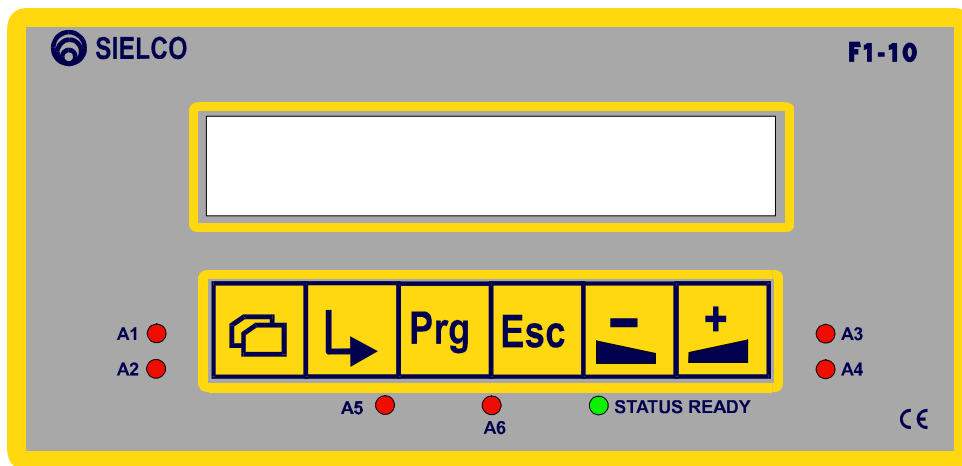 SIELCO
F1-10
Prg
Esc
-
+
A1
A2
A3
A4
A5
A6
STATUS READY
CE